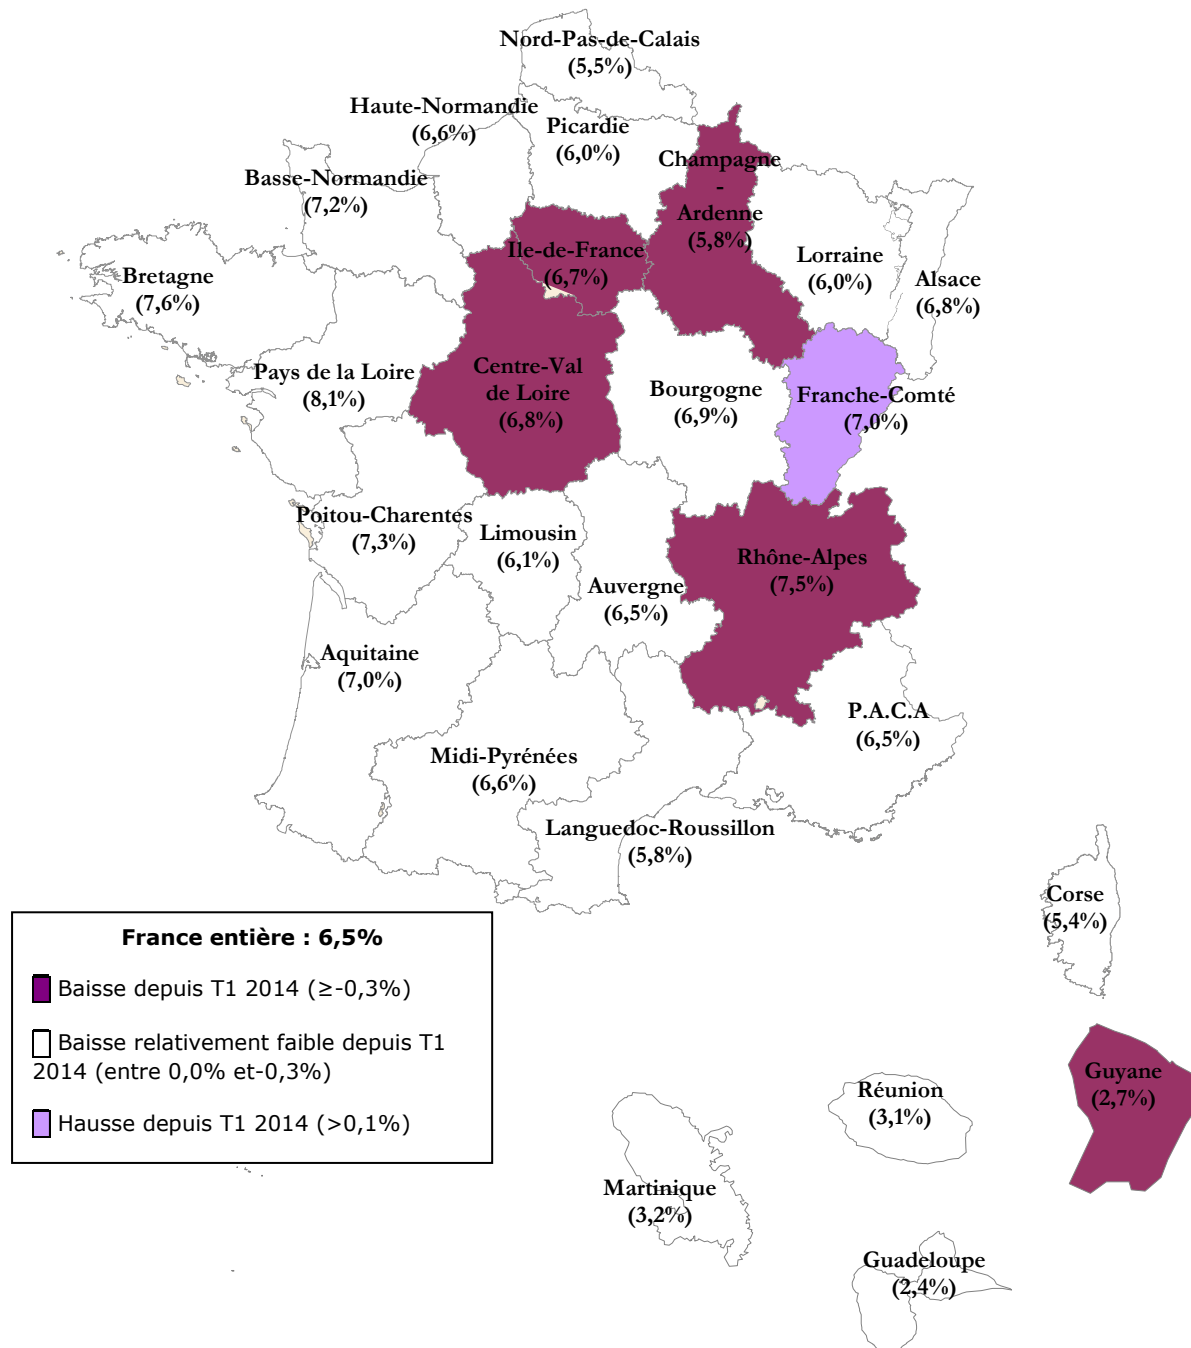 Nord-Pas-de-Calais
(5,5%)
Haute-Normandie
(6,6%)
Picardie
(6,0%)
Champagne
-
Ardenne
(5,8%)
Basse-Normandie
(7,2%)
Ile-de-France
(6,7%)
Lorraine
(6,0%)
Alsace
(6,8%)
Bretagne
(7,6%)
Pays de la Loire
(8,1%)
Centre-Val
de Loire
(6,8%)
Bourgogne
(6,9%)
Franche-Comté
(7,0%)
Poitou-Charentes
(7,3%)
Limousin
(6,1%)
Auvergne
(6,5%)
Rhône-Alpes
(7,5%)
Aquitaine
(7,0%)
P.A.C.A
(6,5%)
Midi-Pyrénées
(6,6%)
Languedoc-Roussillon
(5,8%)
Corse
(5,4%)
France entière : 6,5%
Baisse depuis T1 2014 (≥-0,3%)
Baisse relativement faible depuis T1
2014 (entre 0,0% et-0,3%)
Hausse depuis T1 2014 (>0,1%)
Guyane
(2,7%)
Réunion
(3,1%)
Martinique
(3,2%)
Guadeloupe
(2,4%)